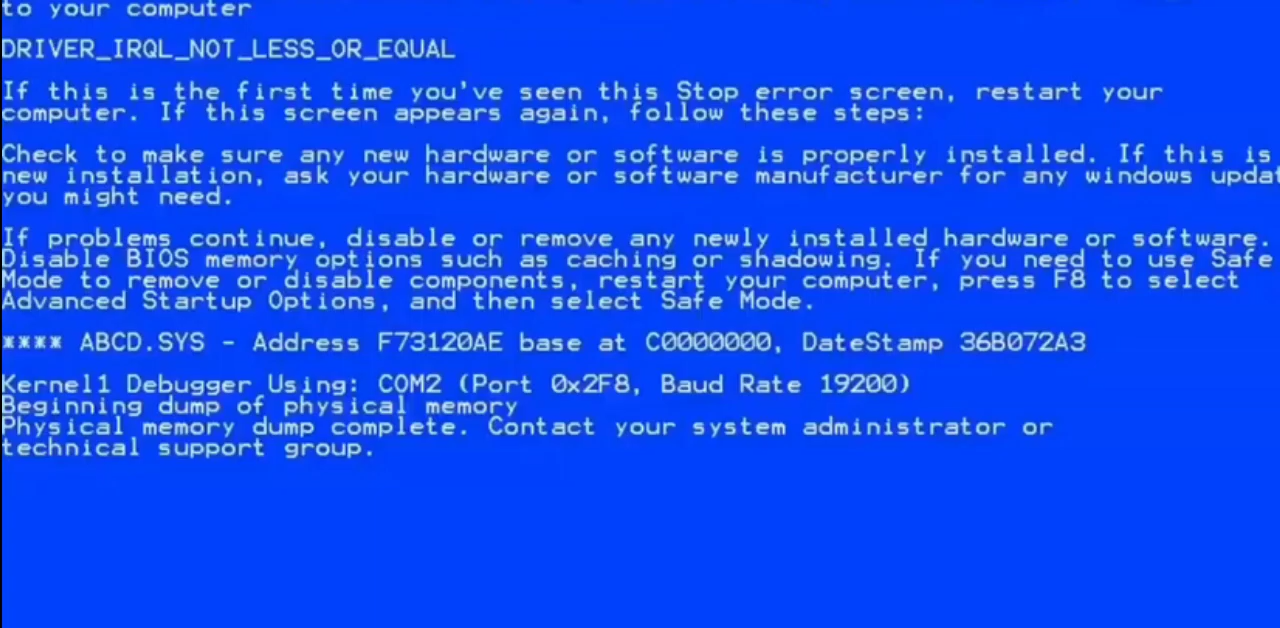 to your computer
DRIVER_IRQL_NOT_LESS_OR_EQUAL
If this is the first time you've seen this Stop error screen, restart your
computer. If this screen appears again, follow these steps:
Check to make sure any new hardware or software is properly installed. If this is
new installation, ask your hardware or software manufacturer for any windows updat
you might need.
If problems continue, disable or remove any newly installed hardware or software.
Disable BIOS memory options such as caching or shadowing. If you need to use Safe
Mode to remove or disable components, restart your computer, press F8 to select
Advanced Startup Options, and then select Safe Mode.
**** ABCD.SYS - Address F73120AE base at C0000000, DateStamp 36B072A3
Kernel1 Debugger Using: COM2 (Port 0x2F8, Baud Rate 19200)
Beginning dump of physical memory
Physical memory dump complete. Contact your system administrator or
technical support group.